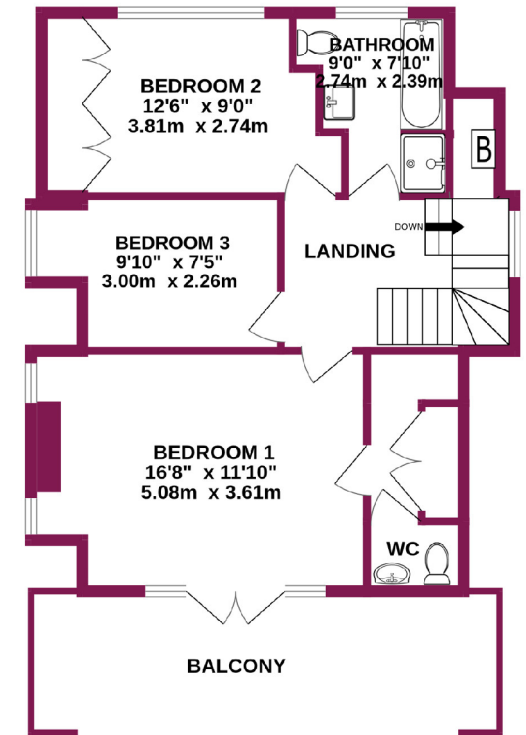 BATHROOM
9'0" x 7'10"
2.74m x 2.39m
BEDROOM 2
12'6" x 9'0"
3.81m x 2.74m
B
DOWN
BEDROOM 3
9'10" x 7'5"
3.00m x 2.26m
LANDING
BEDROOM 1
16'8" x 11'10"
5.08m x 3.61m
WC
BALCONY